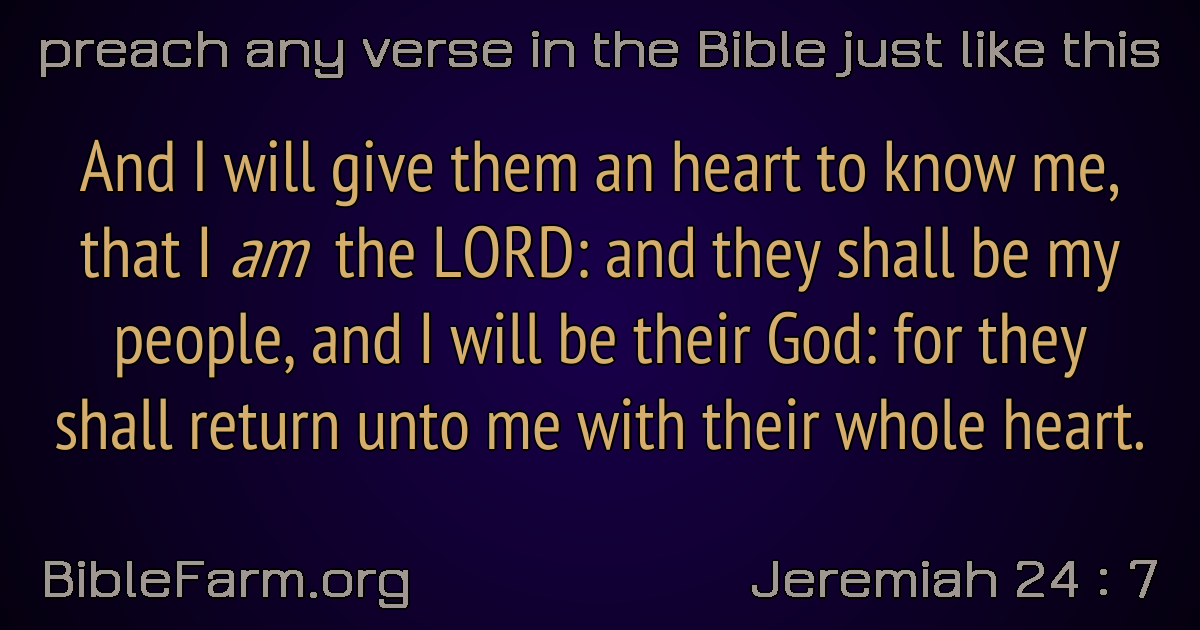 preach any verse in the Bible just like this
And I will give them an heart to know me,
that I am the LORD: and they shall be my
people, and I will be their God: for they
shall return unto me with their whole heart.
BibleFarm.org
Jeremiah 24 : 7